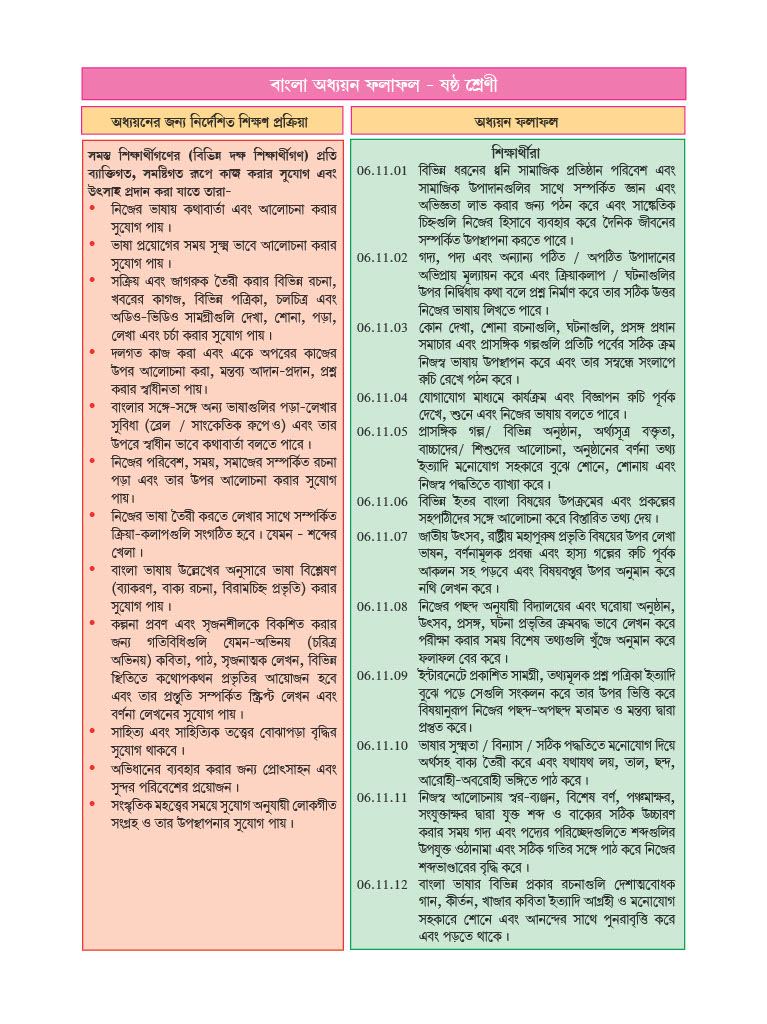 বাংলা অধ্যয়ন ফলাফল - ষষ্ঠ শ্রেণী
অধ্যয়নের জন্য নির্দেশিত শিক্ষণ প্রক্রিয়া
সমস্ত শিক্ষার্থীগণের (বিভিন্ন দক্ষ শিক্ষার্থীগণ) প্রতি
ব্যাক্তিগত, সমষ্টিগত রূপে কাজ করার সুযোগ এবং
উৎসাহ প্রদান করা যাতে তারা-
• নিজের ভাষায় কথাবার্তা এবং আলোচনা করার
সুযোগ পায়।
• ভাষা প্রয়োগের সময় সুক্ষ্ম ভাবে আলোচনা করার
সুযোগ পায়।
• সক্রিয় এবং জাগরুক তৈরী করার বিভিন্ন রচনা,
খবরের কাগজ, বিভিন্ন পত্রিকা, চলচিত্র এবং
অডিও-ভিডিও সামগ্রীগুলি দেখা, শোনা, পড়া,
লেখা এবং চর্চা করার সুযোগ পায়।
• দলগত কাজ করা এবং একে অপরের কাজের
উপর আলোচনা করা, মন্তব্য আদান-প্রদান, প্রশ্ন
করার স্বাধীনতা পায়।
• বাংলার সঙ্গে-সঙ্গে অন্য ভাষাগুলির পড়া-লেখার
সুবিধা (ব্রেল / সাংকেতিক রূপেও) এবং তার
উপরে স্বাধীন ভাবে কথাবার্তা বলতে পারে।
• নিজের পরিবেশ, সময়, সমাজের সম্পর্কিত রচনা
পড়া এবং তার উপর আলোচনা করার সুযোগ
পায়।
• নিজের ভাষা তৈরী করতে লেখার সাথে সম্পর্কিত
ক্রিয়া-কলাপগুলি সংগঠিত হবে। যেমন - শব্দের
খেলা।
• বাংলা ভাষায় উল্লেখের অনুসারে ভাষা বিশ্লেষণ
(ব্যাকরণ, বাক্য রচনা, বিরামচিহ্ন প্রভৃতি) করার
সুযোগ পায়।
• কল্পনা প্রবণ এবং সৃজনশীলকে বিকশিত করার
জন্য গতিবিধিগুলি যেমন-অভিনয় (চরিত্র
অভিনয়) কবিতা, পাঠ, সৃজনাত্মক লেখন, বিভিন্ন
স্থিতিতে কথোপকথন প্রভৃতির আয়োজন হবে
এবং তার প্রস্তুতি সম্পর্কিত স্ক্রিপ্ট লেখন এবং
বর্ণনা লেখনের সুযোগ পায়।
• সাহিত্য এবং সাহিত্যিক তত্ত্বের বোঝাপড়া বৃদ্ধির
সুযোগ থাকবে।
• অভিধানের ব্যবহার করার জন্য প্রোৎসাহন এবং
সুন্দর পরিবেশের প্রয়োজন।
• সংস্কৃতিক মহত্ত্বের সময়ে সুযোগ অনুযায়ী লোকগীত
সংগ্রহ ও তার উপস্থাপনার সুযোগ পায়।
অধ্যয়ন ফলাফল
শিক্ষার্থীরা
06.11.01 বিভিন্ন ধরনের ধ্বনি সামাজিক প্রতিষ্ঠান পরিবেশ এবং
সামাজিক উপাদানগুলির সাথে সম্পর্কিত জ্ঞান এবং
অভিজ্ঞতা লাভ করার জন্য পঠন করে এবং সাঙ্কেতিক
চিহ্নগুলি নিজের হিসাবে ব্যবহার করে দৈনিক জীবনের
সম্পর্কিত উপস্থাপনা করতে পারে।
06.11.02 গদ্য, পদ্য এবং অন্যান্য পঠিত / অপঠিত উপাদানের
অভিপ্রায় মূল্যায়ন করে এবং ক্রিয়াকলাপ / ঘটনাগুলির
উপর নির্দ্বিধায় কথা বলে প্রশ্ন নির্মাণ করে তার সঠিক উত্তর
নিজের ভাষায় লিখতে পারে।
06.11.03 কোন দেখা, শোনা রচনাগুলি, ঘটনাগুলি, প্রসঙ্গ প্রধান
সমাচার এবং প্রাসঙ্গিক গল্পগুলি প্রতিটি পর্বের সঠিক ক্রম
নিজস্ব ভাষায় উপস্থাপন করে এবং তার সম্বন্ধে সংলাপে
রুচি রেখে পঠন করে।
06.11.04 যোগাযোগ মাধ্যমে কার্যক্রম এবং বিজ্ঞাপন রুচি পূর্বক
দেখে, শুনে এবং নিজের ভাষায় বলতে পারে।
06.11.05 প্রাসঙ্গিক গল্প/ বিভিন্ন অনুষ্ঠান, অর্থ্যসূত্র বক্তৃতা,
বাচ্চাদের/ শিশুদের আলোচনা, অনুষ্ঠানের বর্ণনা তথ্য
ইত্যাদি মনোযোগ সহকারে বুঝে শোনে, শোনায় এবং
নিজস্ব পদ্ধতিতে ব্যাখ্যা করে।
06.11.06 বিভিন্ন ইতর বাংলা বিষয়ের উপক্রমের এবং প্রকল্পের
সহপাঠীদের সঙ্গে আলোচনা করে বিস্তারিত তথ্য দেয়।
06.11.07 জাতীয় উৎসব, রাষ্ট্রীয় মহাপুরুষ প্রভৃতি বিষয়ের উপর লেখা
ভাষন, বর্ণনামূলক প্রবন্ধ এবং হাস্য গল্পের রুচি পূর্বক
আকলন সহ পড়বে এবং বিষয়বস্তুর উপর অনুমান করে
নথি লেখন করে।
06.11.08 নিজের পছন্দ অনুযায়ী বিদ্যালয়ের এবং ঘরোয়া অনুষ্ঠান,
উৎসব, প্রসঙ্গ, ঘটনা প্রভৃতির ক্রমবদ্ধ ভাবে লেখন করে
পরীক্ষা করার সময় বিশেষ তথ্যগুলি খুঁজে অনুমান করে
ফলাফল বের করে।
06.11.09 ইন্টারনেটে প্রকাশিত সামগ্রী, তথ্যমূলক প্রশ্ন পত্রিকা ইত্যাদি
বুঝে পড়ে সেগুলি সংকলন করে তার উপর ভিত্তি করে
বিষয়ানুরূপ নিজের পছন্দ-অপছন্দ মতামত ও মন্তব্য দ্বারা
প্রস্তুত করে।
06.11.10 ভাষার সুক্ষ্মতা / বিন্যাস / সঠিক পদ্ধতিতে মনোযোগ দিয়ে
অর্থসহ বাক্য তৈরী করে এবং যথাযথ লয়, তাল, ছন্দ,
আরোহী-অবরোহী ভঙ্গিতে পাঠ করে।
06.11.11 নিজস্ব আলোচনায় স্বর-ব্যঞ্জন, বিশেষ বর্ণ, পঞ্চমাক্ষর,
সংযুক্তাক্ষর দ্বারা যুক্ত শব্দ ও বাক্যের সঠিক উচ্চারণ
করার সময় গদ্য এবং পদ্যের পরিচ্ছেদগুলিতে শব্দগুলির
উপযুক্ত ওঠানামা এবং সঠিক গতির সঙ্গে পাঠ করে নিজের
শব্দভাণ্ডারের বৃদ্ধি করে।
06.11.12 বাংলা ভাষার বিভিন্ন প্রকার রচনাগুলি দেশাত্মবোধক
গান, কীর্তন, খাজার কবিতা ইত্যাদি আগ্রহী ও মনোযোগ
সহকারে শোনে এবং আনন্দের সাথে পুনরাবৃত্তি করে
এবং পড়তে থাকে।